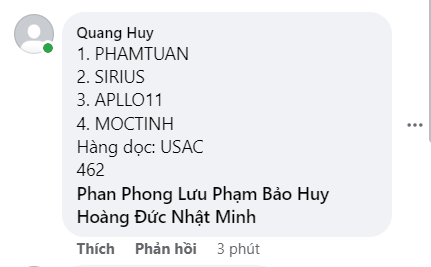 Quang Huy
1. PHAMTUAN
2. SIRIUS
3. APLLO11
4. MOCTINH
Hàng dọc: USAC
462
Phan Phong Lưu Phạm Bảo Huy
Hoàng Đức Nhật Minh
Thích Phản hồi 3 phút